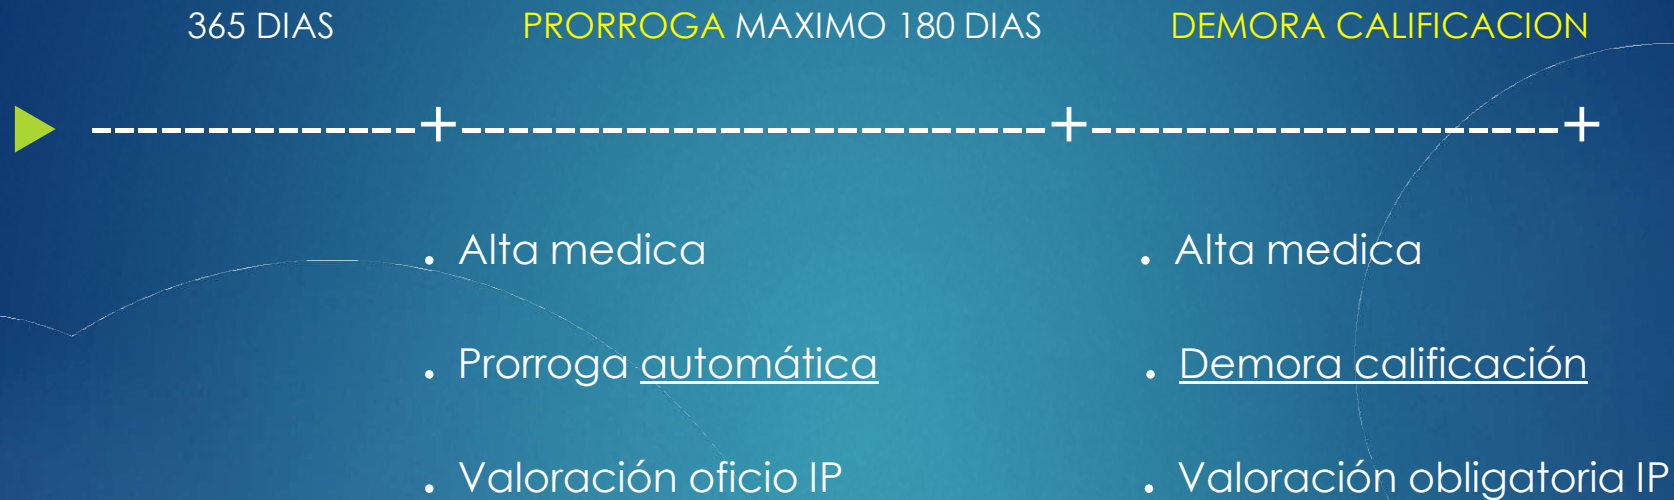 365 DIAS PRORROGA MAXIMO 180 DIAS DEMORA CALIFICACION
--------------+------------------------+-------------------+
. Alta medica . Alta medica
. Prorroga automática . Demora calificación
. Valoración oficio IP . Valoración obligatoria IP